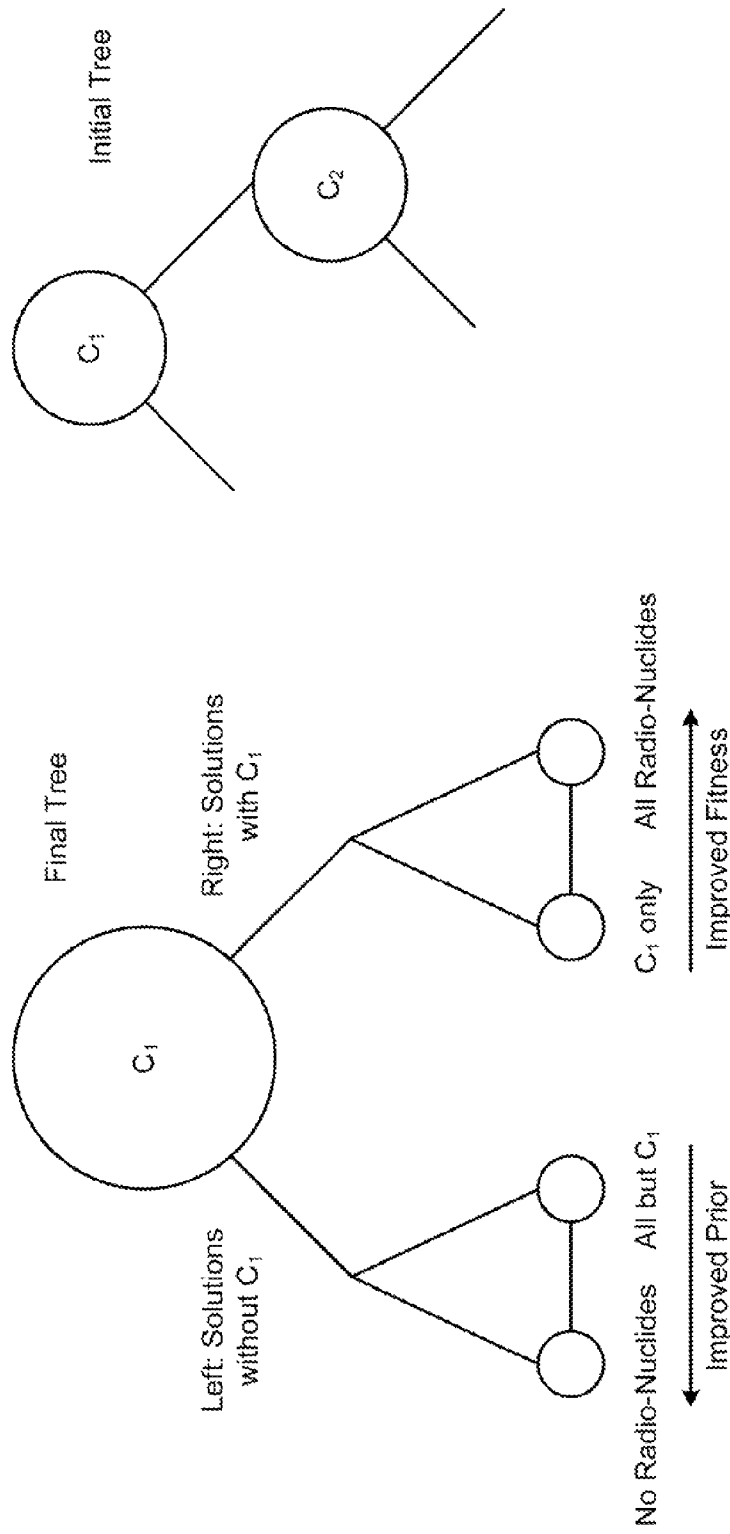 Final Tree
C₁
Left: Solutions
without C₁
Right: Solutions
with C₁
No Radio-Nuclides
All but C₁
C₁ only
All Radio-Nuclides
Improved Prior
Improved Fitness
Initial Tree
C₁
C₂